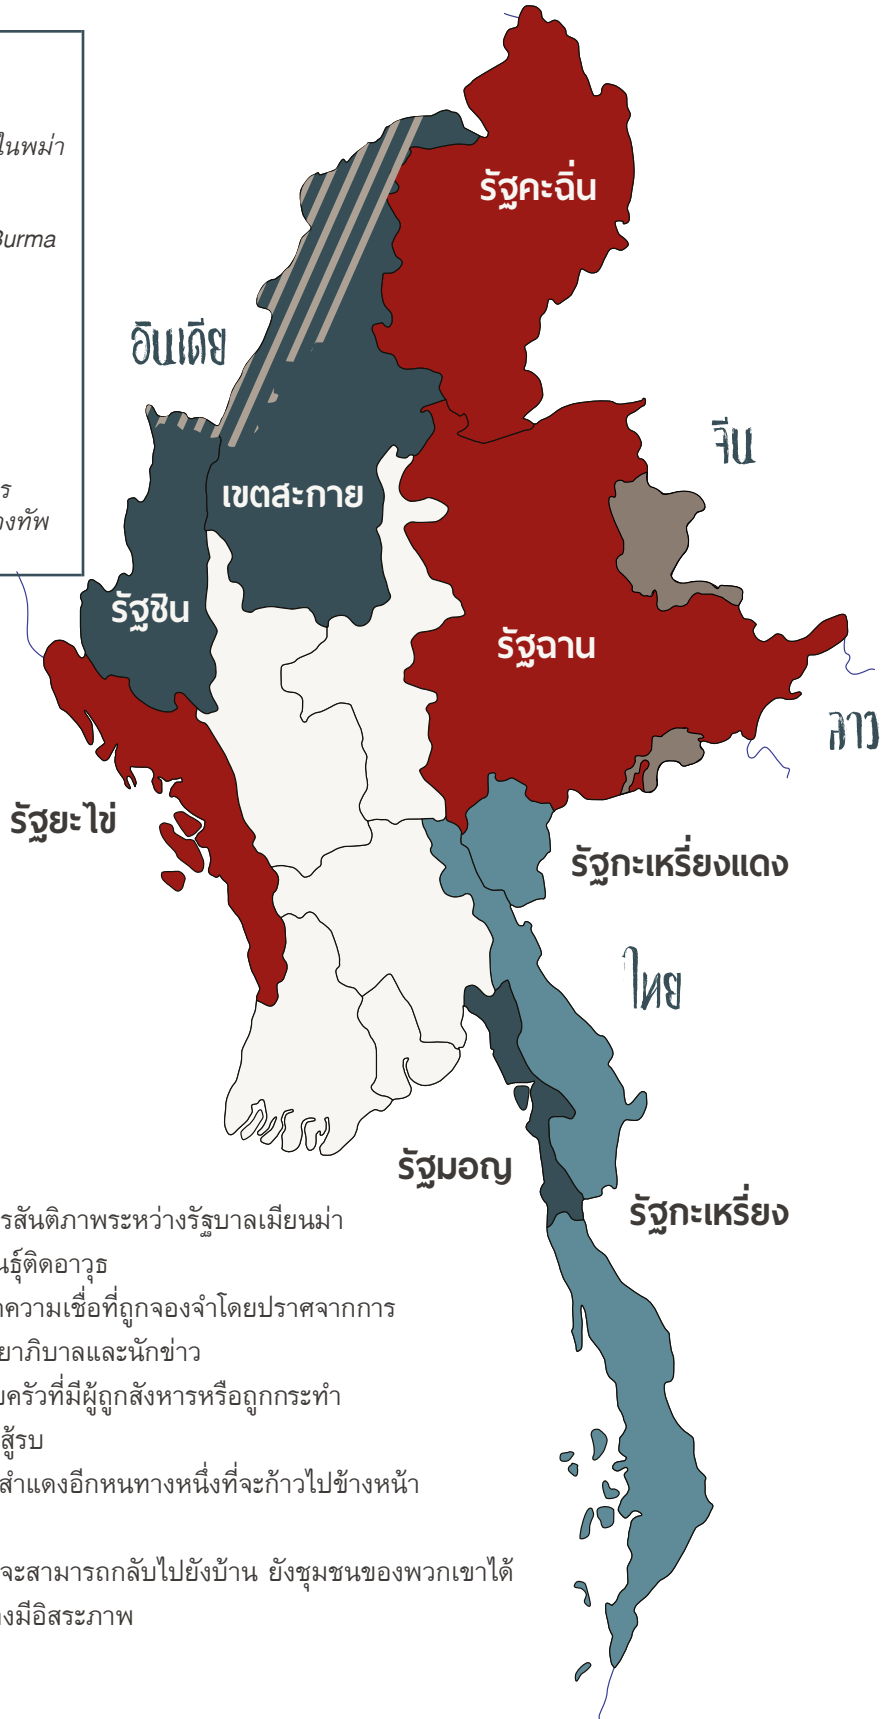 ในพม่า
Burma
ร
องทัพ
รัฐคะฉิ่น
อินเดีย
จีน
เขตสะกาย
รัฐชิน
รัฐฉาน
ลาว
รัฐยะไข่
รัฐกะเหรี่ยงแดง
ไทย
รัฐมอญ
รัฐกะเหรี่ยง
รสันติภาพระหว่างรัฐบาลเมียนม่า
นธุ์ติดอาวุธ
าความเชื่อที่ถูกจองจำโดยปราศจากการ
ยาภิบาลและนักข่าว
บครัวที่มีผู้ถูกสังหารหรือถูกกระทำ
สู้รบ
สำแดงอีกหนทางหนึ่งที่จะก้าวไปข้างหน้า
จะสามารถกลับไปยังบ้าน ยังชุมชนของพวกเขาได้
างมีอิสระภาพ